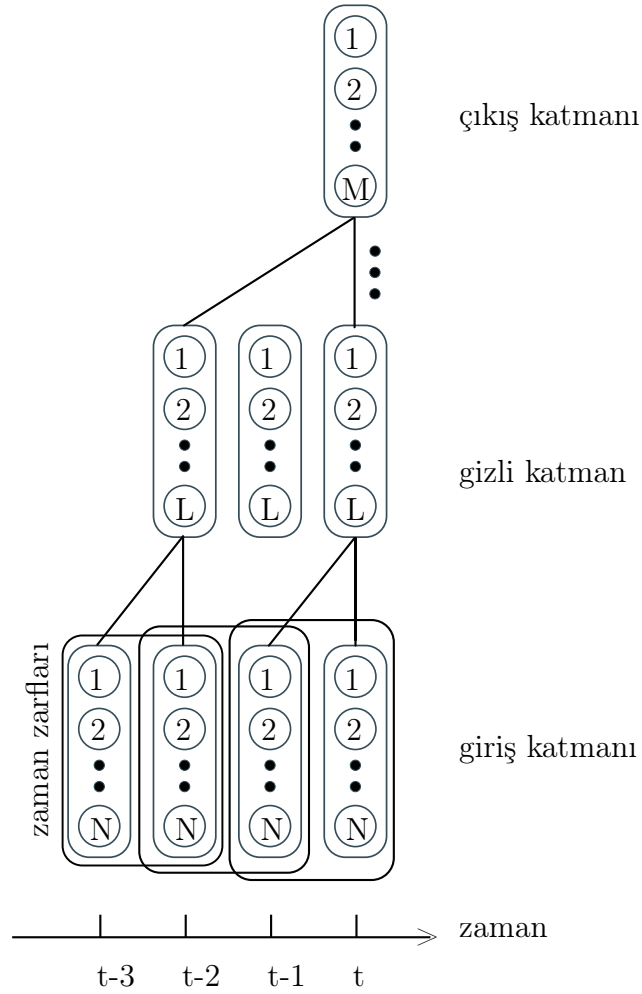 1
2
M
çıkış katmanı
1 1 1
2 2 2
L L L
gizli katman
zaman zarfları
1 1 1 1
2 2 2 2
N N N N
giriş katmanı
zaman
t-3 t-2 t-1 t